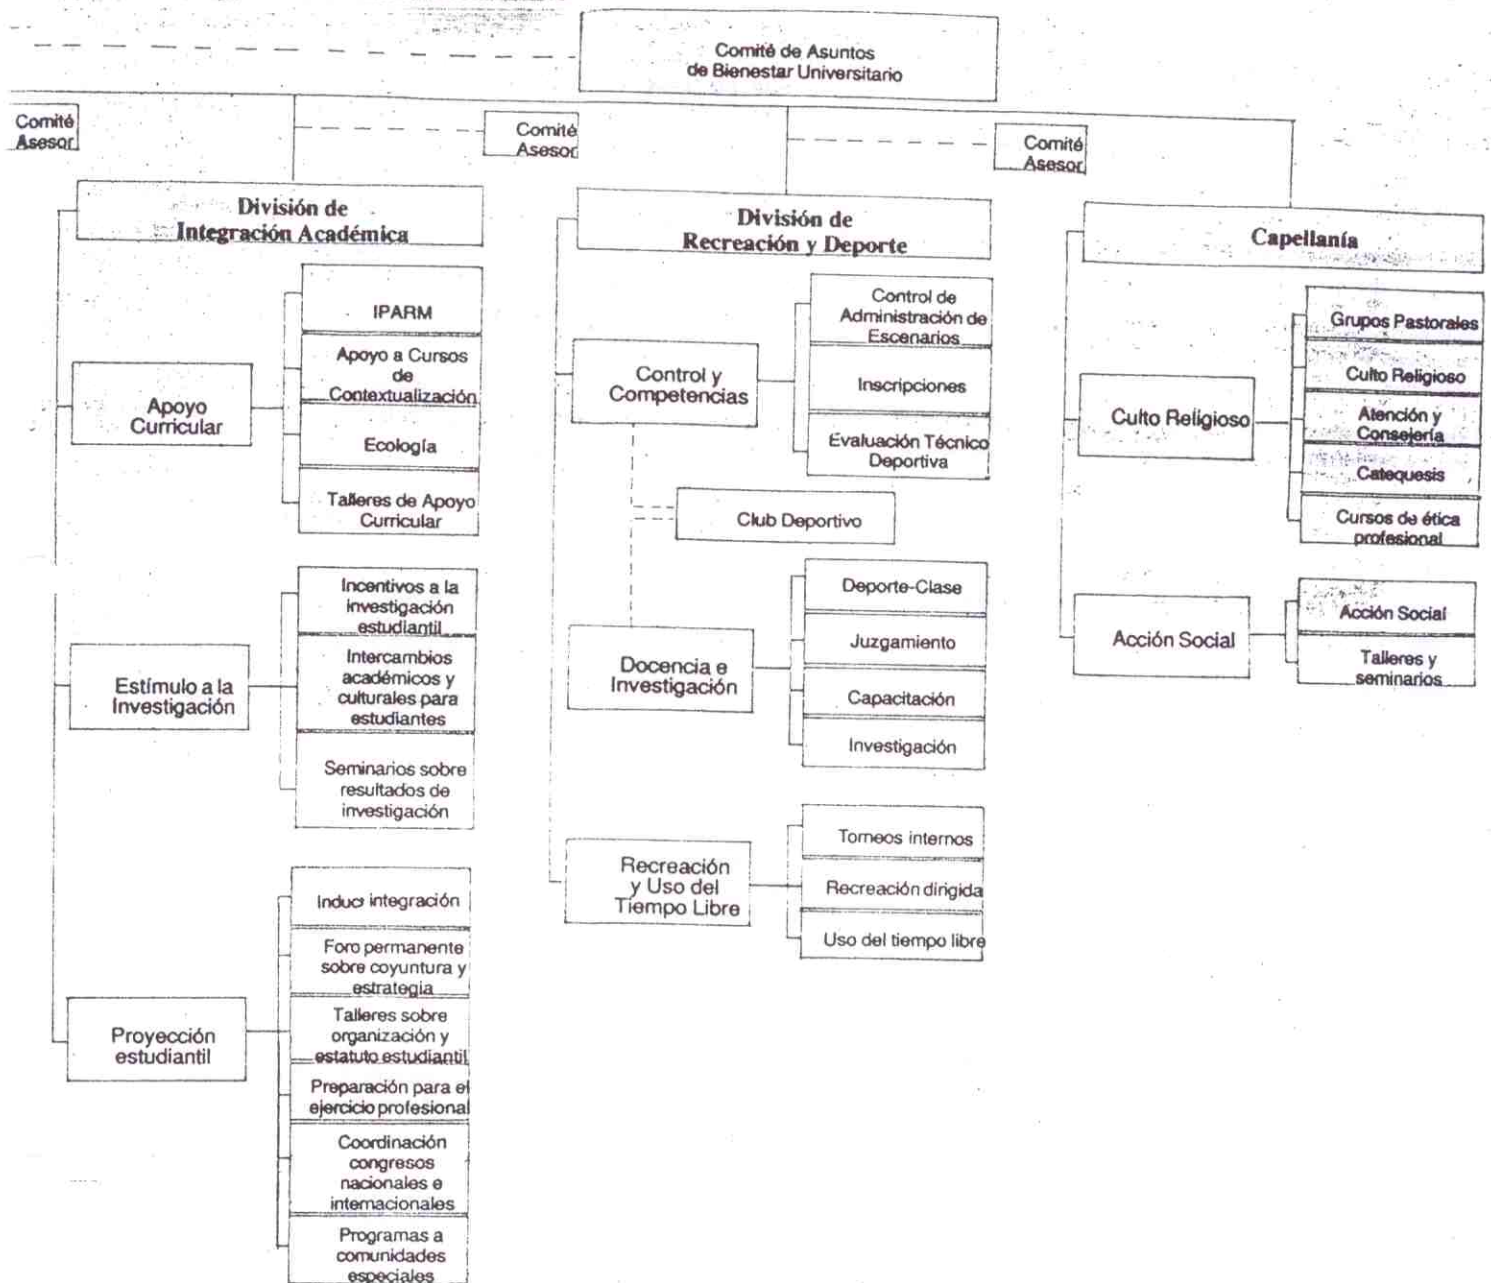 Comité de Asuntos
de Bienestar Universitario
Comité
Asesor
Comité
Asesor
Comité
Asesor
División de
Integración Académica
IPARM
Apoyo a Cursos
de
Contextualización
Apoyo
Curricular
Ecología
Talleres de Apoyo
Curricular
Incentivos a la
investigación
estudiantil
Intercambios
académicos y
culturales para
estudiantes
Estímulo a la
Investigación
Seminarios sobre
resultados de
investigación
Induc integración
Foro permanente
sobre coyuntura y
estrategia
Talleres sobre
organización y
estatuto estudiantil
Proyección
estudiantil
Preparación para el
ejercicio profesional
Coordinación
congresos
nacionales e
internacionales
Programas a
comunidades
especiales
División de
Recreación y Deporte
Control de
Administración de
Escenarios
Control y
Competencias
Inscripciones
Evaluación Técnico
Deportiva
Club Deportivo
Deporte-Clase
Juzgamiento
Docencia e
Investigación
Capacitación
Investigación
Torneos internos
Recreación
y Uso del
Tiempo Libre
Recreación dirigida
Uso del tiempo libre
Capellanía
Grupos Pastorales
Culto Religioso
Culto Religioso
Atención y
Consejería
Catequesis
Cursos de ética
profesional
Acción Social
Acción Social
Talleres y
seminarios